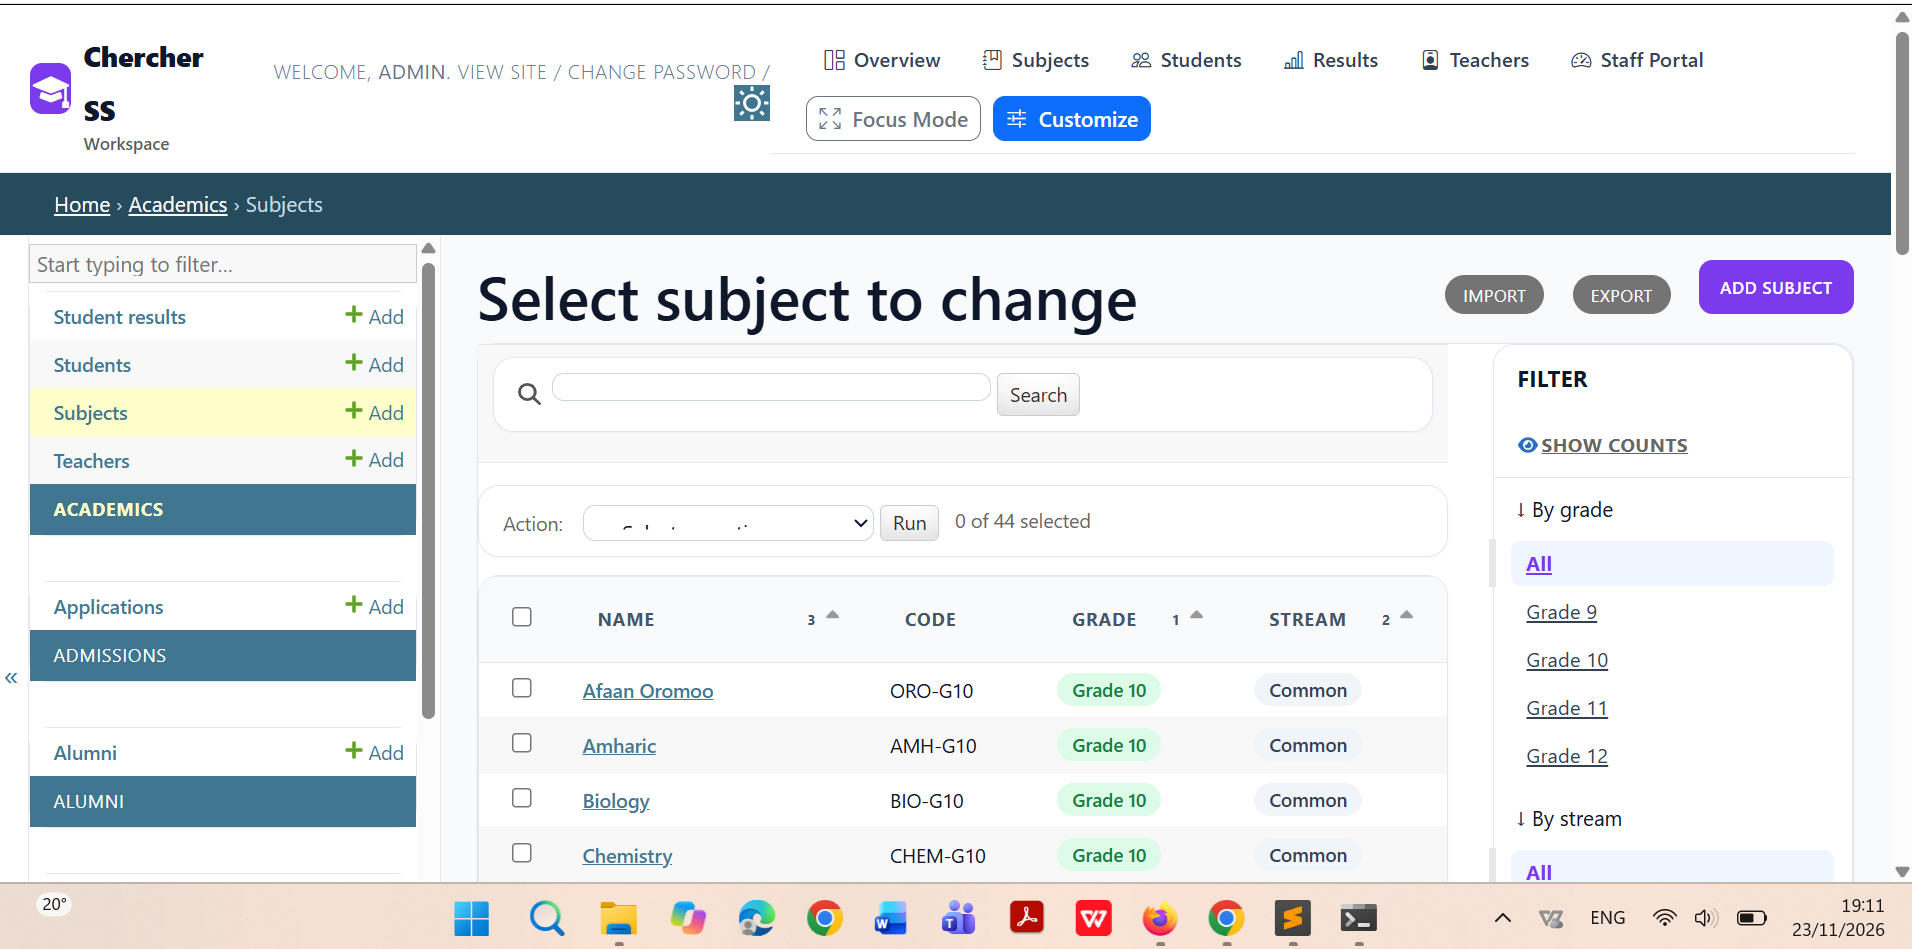 Chercher
SS
Workspace
WELCOME, ADMIN. VIEW SITE / CHANGE PASSWORD /
Overview
Subjects
Students
Results
Teachers
Staff Portal
Focus Mode
Customize
Home › Academics › Subjects
Start typing to filter...
Student results
Add
Students
Add
Subjects
Add
Teachers
Add
ACADEMICS
Applications
Add
ADMISSIONS
Alumni
Add
ALUMNI
«
Select subject to change
IMPORT
EXPORT
ADD SUBJECT
Search
Action:
Run
0 of 44 selected
NAME 3 CODE GRADE 1 STREAM 2
Afaan Oromoo ORO-G10 Grade 10 Common
Amharic AMH-G10 Grade 10 Common
Biology BIO-G10 Grade 10 Common
Chemistry CHEM-G10 Grade 10 Common
FILTER
SHOW COUNTS
↓ By grade
All
Grade 9
Grade 10
Grade 11
Grade 12
↓ By stream
All
20°
ENG
19:11
23/11/2026